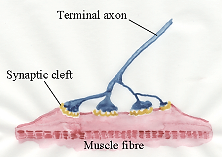 Terminal axon
Synaptic cleft
Muscle fibre